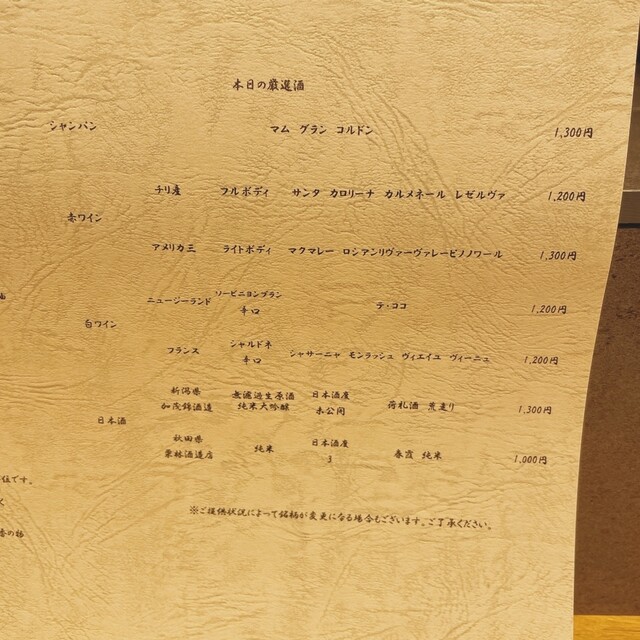 本日の厳選酒
シャンパン マム グラン コルドン 1,300円
チリ産 フルボディ サンタ カロリーナ カルメネール レゼルヴァ 1,200円
赤ワイン
アメリカ三 ライトボディ マクマレー ロシアンリヴァーヴァレーピノノワール 1,300円
ニュージーランド ソービニヨンブラン 辛口 テ・ココ 1,200円
白ワイン
フランス シャルドネ 辛口 シャサーニャ モンラッシュ ヴィエイユ ヴィーニュ 1,200円
新潟県 無濾過生原酒 日本酒度
加茂錦酒造 純米大吟醸 未公開 荷札酒 荒走り 1,300円
日本酒
秋田県 日本酒度
栗林酒造店 純米 3 春霞 純米 1,000円
位です。
※ご提供状況によって銘柄が変更になる場合もございます。ご了承ください。